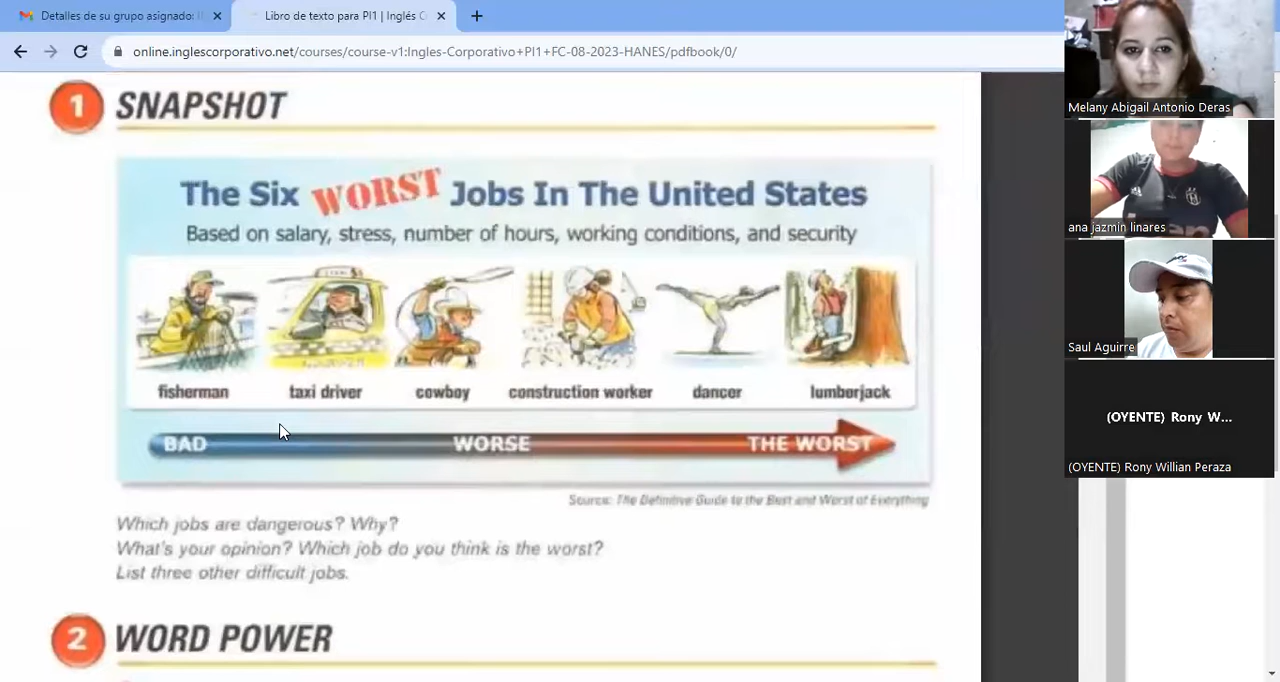 Detalles de su grupo asignado
Libro de texto para PI1 | Inglés C
online.inglescorporativo.net/courses/course-v1:Ingles-Corporativo+PI1+FC-08-2023-HANES/pdfbook/0/
1 SNAPSHOT
The Six WORST Jobs In The United States
Based on salary, stress, number of hours, working conditions, and security
TAXI
fisherman taxi driver cowboy construction worker dancer lumberjack
BAD WORSE THE WORST
Source: The Definitive Guide to the Best and Worst of Everything
Which jobs are dangerous? Why?
What's your opinion? Which job do you think is the worst?
List three other difficult jobs.
2 WORD POWER
Melany Abigail Antonio Deras
ana jazmin linares
Saul Aguirre
(OYENTE) Rony W...
(OYENTE) Rony Willian Peraza